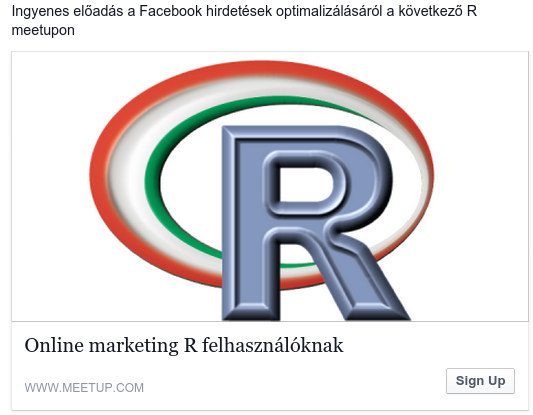 Ingyenes előadás a Facebook hirdetések optimalizálásáról a következő R
meetupon
R
Online marketing R felhasználóknak
WWW.MEETUP.COM
Sign Up